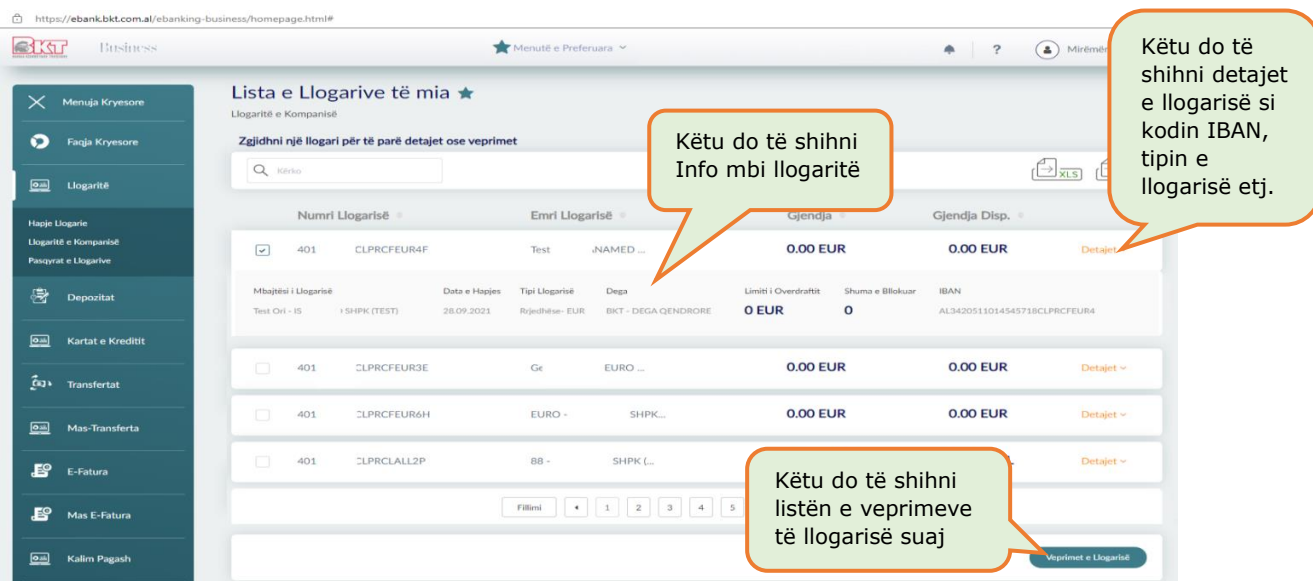 https://ebank.bkt.com.al/ebanking-business/homepage.html#
BKT Business
Menutë e Preferuara
?
Këtu do të
shihni detajet
e llogarisë si
kodin IBAN,
tipin e
llogarisë etj.
Menuja Kryesore
Faqja Kryesore
Llogaritë
Hapje Llogarie
Llogaritë e Kompanisë
Pasqyrat e Llogarive
Depozitat
Kartat e Kreditit
Transfertat
Mas-Transferta
E-Fatura
Mas E-Fatura
Kalim Pagash
Lista e Llogarive të mia
Llogaritë e Kompanisë
Zgjidhni një llogari për të parë detajet ose veprimet
Këtu do të shihni
Info mbi llogaritë
Kërko
XLS
Numri Llogarisë Emri Llogarisë Gjendja Gjendja Disp.
401 CLPRCFEUR4F Test NAMED ... 0.00 EUR 0.00 EUR Detajet
Mbajtësi i Llogarisë Data e Hapjes Tipi Llogarisë Dega Limiti i Overdraftit Shuma e Bllokuar IBAN
Test Ori - IS SHPK (TEST) 28.09.2021 Rrjedhëse- EUR BKT - DEGA QENDRORE 0 EUR 0 AL3420511014545718CLPRCFEUR4
401 CLPRCFEUR3E EURO ... 0.00 EUR 0.00 EUR Detajet
401 CLPRCFEUR6H EURO - SHPK... 0.00 EUR 0.00 EUR Detajet
401 CLPRCLALL2P 88 - SHPK (... Detajet
Këtu do të shihni
listën e veprimeve
të llogarisë suaj
Fillimi 1 2 3 4 5
Veprimet e Llogarisë